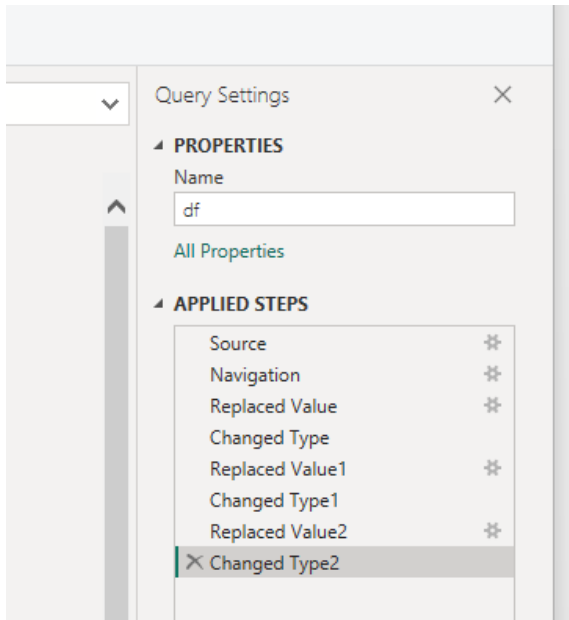 Query Settings
PROPERTIES
Name
df
All Properties
APPLIED STEPS
Source
Navigation
Replaced Value
Changed Type
Replaced Value1
Changed Type1
Replaced Value2
Changed Type2